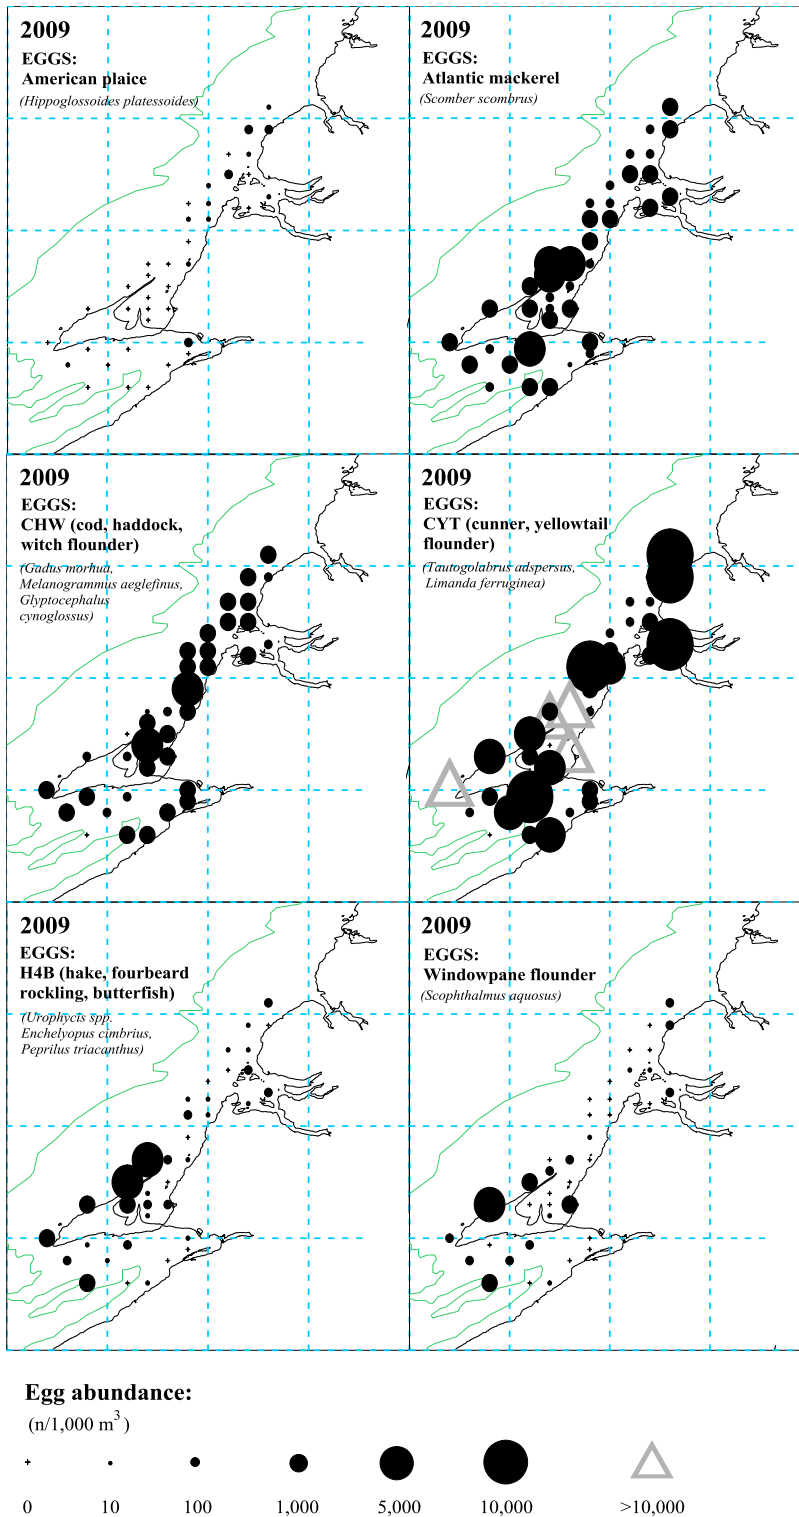 2009
EGGS:
American plaice
(Hippoglossoides platessoides)
2009
EGGS:
Atlantic mackerel
(Scomber scombrus)
2009
EGGS:
CHW (cod, haddock,
witch flounder)
(Gadus morhua,
Melanogrammus aeglefinus,
Glyptocephalus
cynoglossus)
2009
EGGS:
CYT (cunner, yellowtail
flounder)
(Tautogolabrus adspersus,
Limanda ferruginea)
2009
EGGS:
H4B (hake, fourbeard
rockling, butterfish)
(Urophycis spp.
Enchelyopus cimbrius,
Peprilus triacanthus)
2009
EGGS:
Windowpane flounder
(Scophthalmus aquosus)
Egg abundance:
(n/1,000 m³)
0 10 100 1,000 5,000 10,000 >10,000